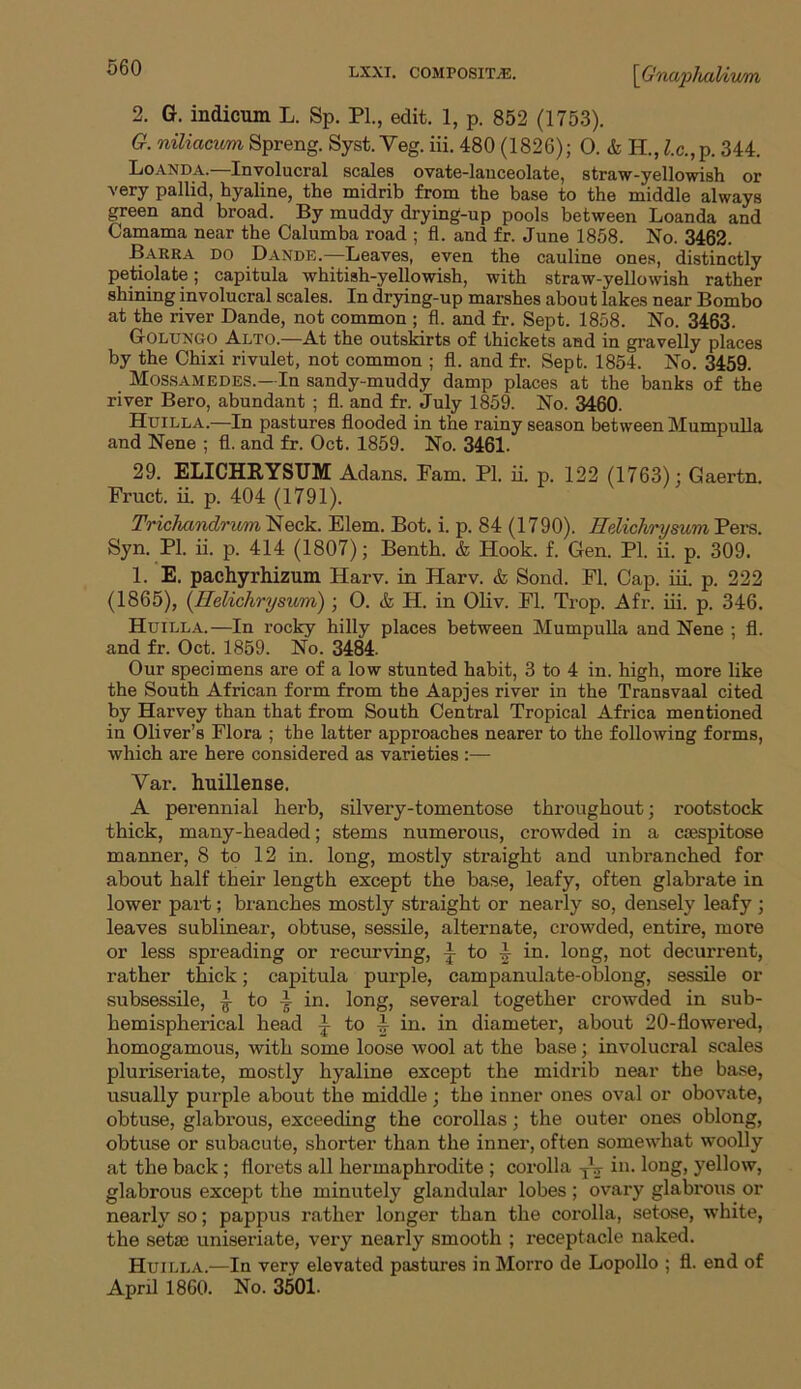 560
LXXI. COMPOSITÆ.
[Gnaphalium
2. G. indicum L. Sp. Pl., edit. 1, p. 852 (1753).
G. niliacum Spreng. Syst. Veg. iii. 480 (1826); O. & H., l.c., p. 344.
LOANDA.—Involucral scales ovate-lanceolate, straw-yellowish or
very pallid, hyaline, the midrib from the base to the middle always
green and broad. By muddy drying-up pools between Loanda and
Camama near the Calumba road ; fl. and fr. June 1858. No. 3462.
BARRA DO DANDE.—Leaves, even the cauline ones, distinctly
petiolate ; capitula whitish-yellowish, with straw-yellowish rather
shining involucral scales. In drying-up marshes about lakes near Bombo
at the river Dande, not common ; fl. and fr. Sept. 1858. No. 3463.
GOLUNGO ALTO.—At the outskirts of thickets and in gravelly places
by the Chixi rivulet, not common ; fl. and fr. Sept. 1854. No. 3459.
MOSSAMEDES.—In sandy-muddy damp places at the banks of the
river Bero, abundant ; fl. and fr. July 1859. No. 3460.
HUILLA.—In pastures flooded in the rainy season between Mumpulla
and Nene ; fl. and fr. Oct. 1859. No. 3461.
29. ELICHRYSUM Adans. Fam. Pl. ii. p. 122 (1763); Gaertn.
Fruct. ii. p. 404 (1791).
Trichandrum Neck. Elem. Bot. i. p. 84 (1790). Helichrysum Pers.
Syn. Pl. ii. p. 414 (1807); Benth. & Hook. f. Gen. Pl. ii. p. 309.
1. E. pachyrhizum Harv. in Harv. & Sond. Fl. Cap. iii. p. 222
(1865), (Helichrysum) ; O. & H. in Oliv. Fl. Trop. Afr. iii. p. 346.
HUILLA.—In rocky hilly places between Mumpulla and Nene ; fl.
and fr. Oct. 1859. No. 3484.
Our specimens are of a low stunted habit, 3 to 4 in. high, more like
the South African form from the Aapjes river in the Transvaal cited
by Harvey than that from South Central Tropical Africa mentioned
in Oliver's Flora ; the latter approaches nearer to the following forms,
which are here considered as varieties :—
Var. huillense.
A perennial herb, silvery-tomentose throughout; rootstock
thick, many-headed; stems numerous, crowded in a cæspitose
manner, 8 to 12 in. long, mostly straight and unbranched for
about half their length except the base, leafy, often glabrate in
lower part; branches mostly straight or nearly so, densely leafy ;
leaves sublinear, obtuse, sessile, alternate, crowded, entire, more
or less spreading or recurving, ¼ to ½ in. long, not decurrent,
rather thick; capitula purple, campanulate-oblong, sessile or
subsessile, ⅙ to ⅕ in. long, several together crowded in sub-
hemispherical head ¼ to ½ in. in diameter, about 20-flowered,
homogamous, with some loose wool at the base; involucral scales
pluriseriate, mostly hyaline except the midrib near the base,
usually purple about the middle ; the inner ones oval or obovate,
obtuse, glabrous, exceeding the corollas ; the outer ones oblong,
obtuse or subacute, shorter than the inner, often somewhat woolly
at the back ; florets all hermaphrodite ; corolla 1/12 in. long, yellow,
glabrous except the minutely glandular lobes ; ovary glabrous or
nearly so; pappus rather longer than the corolla, setose, white,
the setæ uniseriate, very nearly smooth ; receptacle naked.
HUILLA.—In very elevated pastures in Morro de Lopollo ; fl. end of
April 1860. No. 3501.